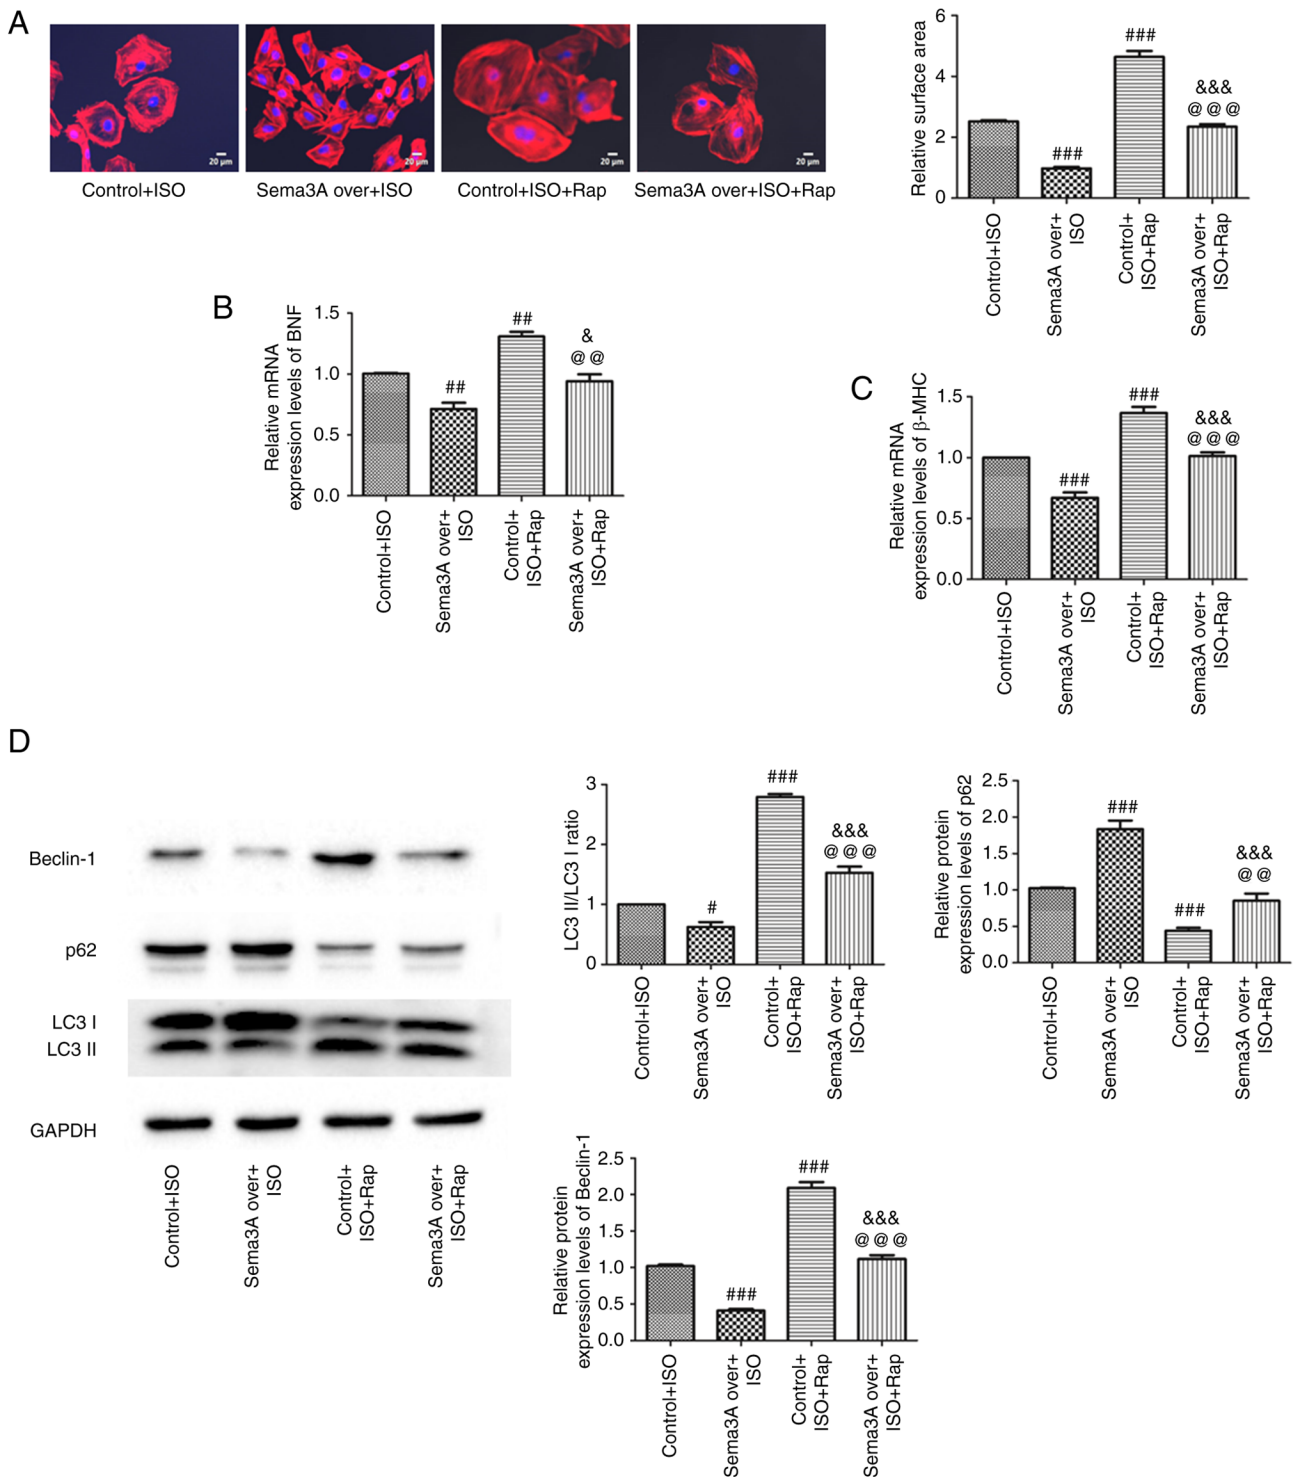 A
20 µm
20 µm
20 µm
20 µm
Control+ISO
Sema3A over+ISO
Control+ISO+Rap
Sema3A over+ISO+Rap
Relative surface area
6
4
2
0
###
###
&&&
@@@
Control+ISO
Sema3A over+
ISO
Control+
ISO+Rap
Sema3A over+
ISO+Rap
B
Relative mRNA
expression levels of BNF
1.5
1.0
0.5
0.0
##
##
&
@@
Control+ISO
Sema3A over+
ISO
Control+
ISO+Rap
Sema3A over+
ISO+Rap
C
Relative mRNA
expression levels of β-MHC
1.5
1.0
0.5
0.0
###
###
&&&
@@@
Control+ISO
Sema3A over+
ISO
Control+
ISO+Rap
Sema3A over+
ISO+Rap
D
Beclin-1
p62
LC3 I
LC3 II
GAPDH
Control+ISO
Sema3A over+
ISO
Control+
ISO+Rap
Sema3A over+
ISO+Rap
LC3 II/LC3 I ratio
3
2
1
0
#
###
&&&
@@@
Control+ISO
Sema3A over+
ISO
Control+
ISO+Rap
Sema3A over+
ISO+Rap
Relative protein
expression levels of p62
2.5
2.0
1.5
1.0
0.5
0.0
###
###
&&&
@@
Control+ISO
Sema3A over+
ISO
Control+
ISO+Rap
Sema3A over+
ISO+Rap
Relative protein
expression levels of Beclin-1
2.5
2.0
1.5
1.0
0.5
0.0
###
###
&&&
@@@
Control+ISO
Sema3A over+
ISO
Control+
ISO+Rap
Sema3A over+
ISO+Rap